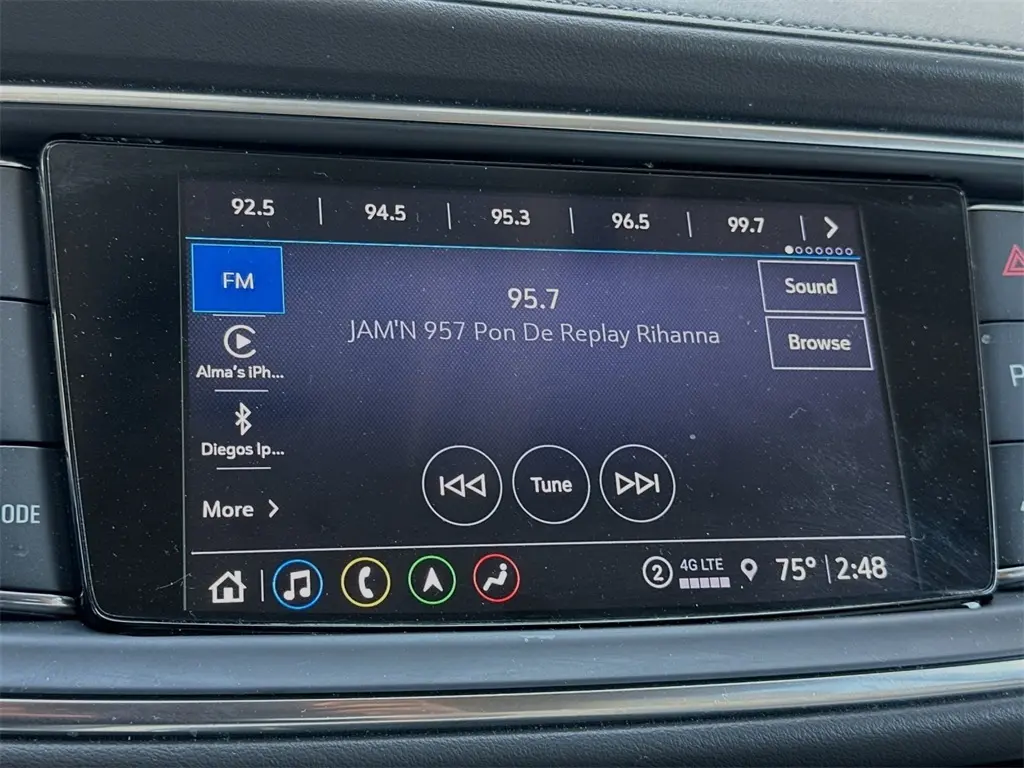 92.5 | 94.5 | 95.3 | 96.5 | 99.7
FM
95.7
JAM'N 957 Pon De Replay Rihanna
Sound
Browse
Alma's iPh...
Diegos Ip...
More
Tune
2 4G LTE 75° 2:48
ODE
P